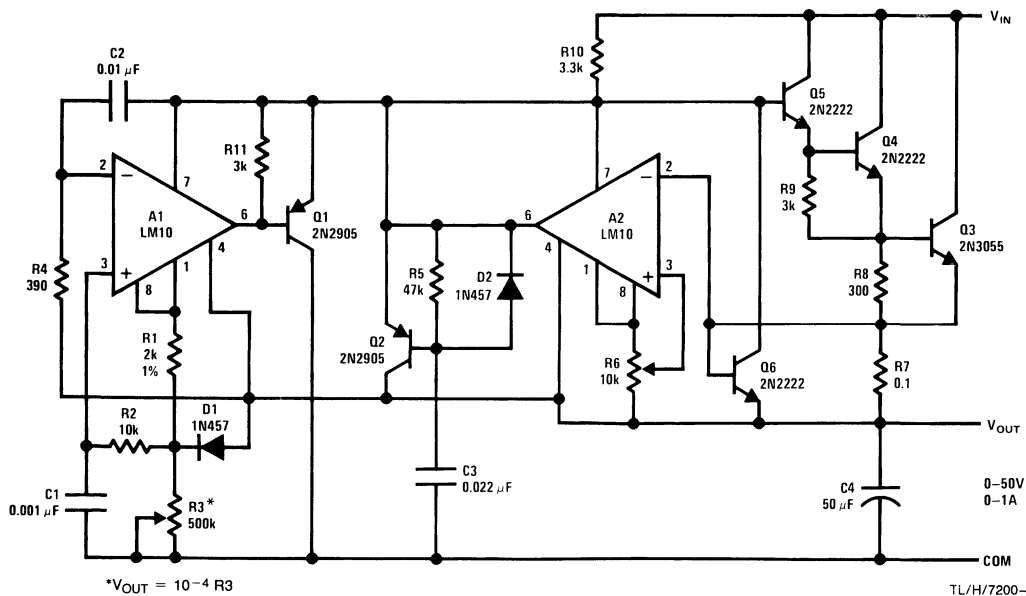 C2
0.01 μF
R10
3.3k
VIN
Q5
2N2222
R11
3k
Q4
2N2222
2
−
7
7
2
−
R9
3k
A1
LM10
6
Q1
2N2905
6
A2
LM10
Q3
2N3055
4
4
R4
390
3
+
1
8
R5
47k
D2
1N457
1
8
+
3
R8
300
R1
2k
1%
Q2
2N2905
R6
10k
Q6
2N2222
R7
0.1
R2
10k
D1
1N457
VOUT
C1
0.001 μF
R3*
500k
C3
0.022 μF
C4
50 μF
0–50V
0–1A
COM
*VOUT = 10−4 R3
TL/H/7200–